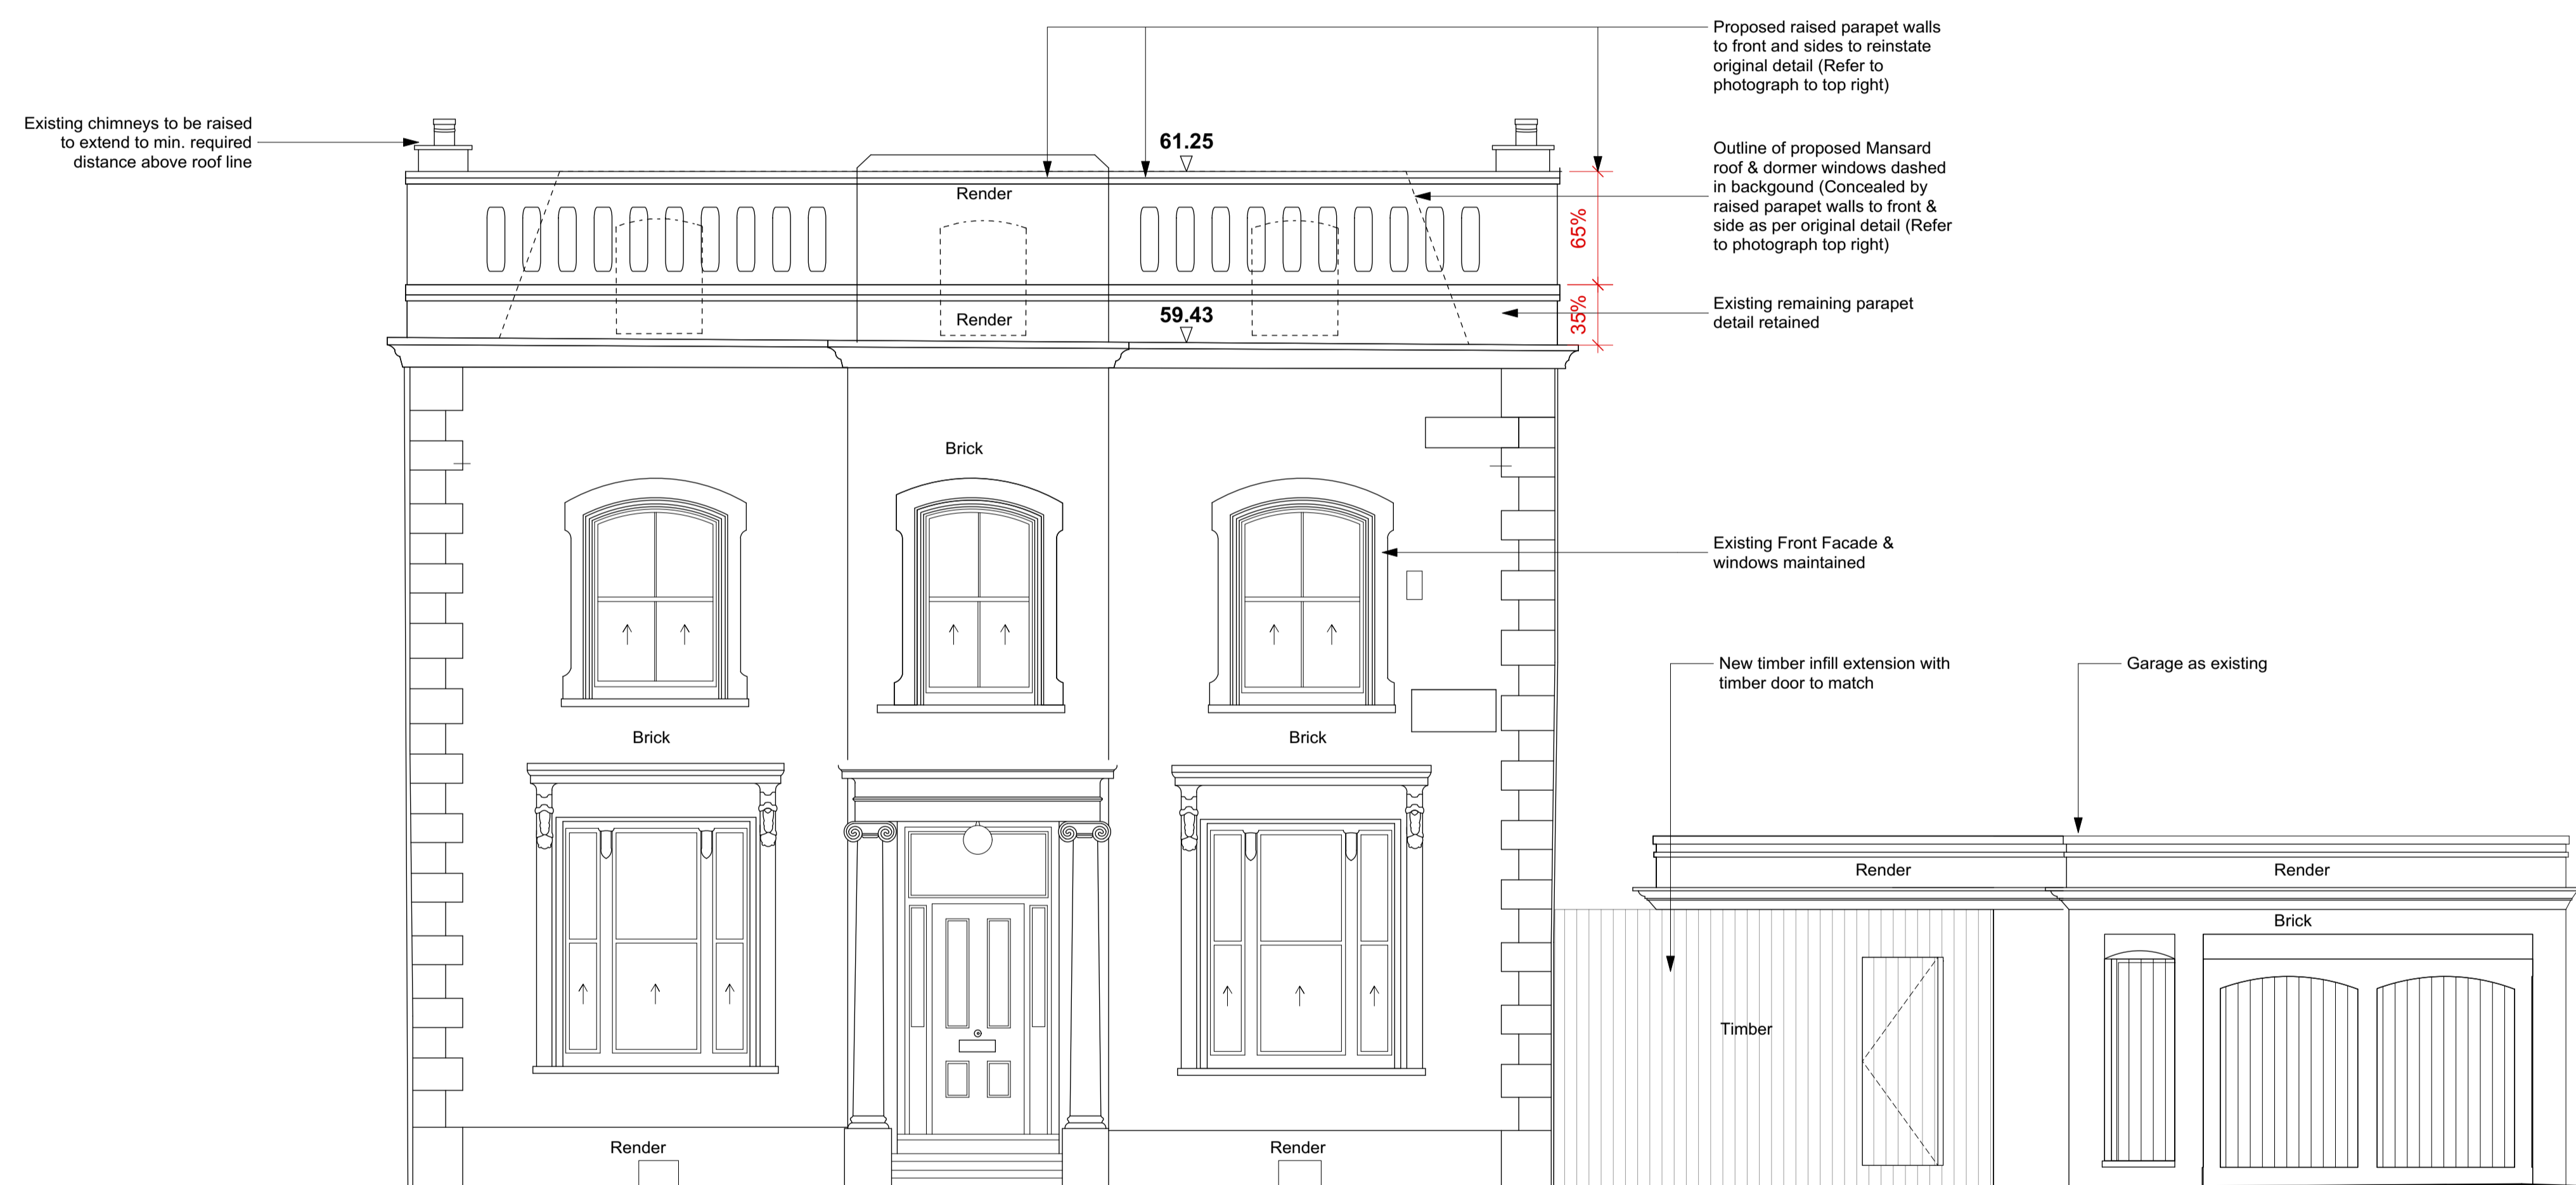 Proposed raised parapet walls
to front and sides to reinstate
original detail (Refer to
photograph to top right)
Existing chimneys to be raised
to extend to min. required
distance above roof line
61.25
Outline of proposed Mansard
roof & dormer windows dashed
in backgound (Concealed by
raised parapet walls to front &
side as per original detail (Refer
to photograph top right)
Render
65%
Existing remaining parapet
detail retained
35%
Render
59.43
Brick
Existing Front Facade &
windows maintained
New timber infill extension with
timber door to match
Garage as existing
Brick
Brick
Render
Render
Brick
Timber
Render
Render